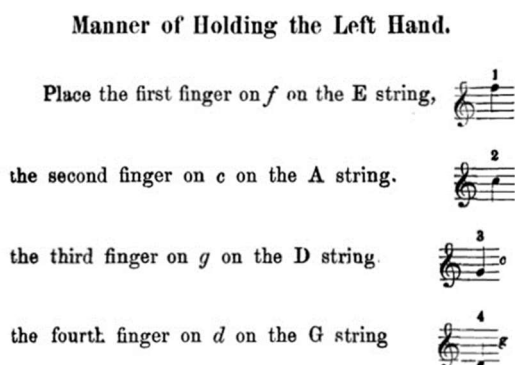 Manner of Holding the Left Hand.
1
Place the first finger on f on the E string,
2
the second finger on c on the A string.
3
the third finger on g on the D string
c
4
the fourth finger on d on the G string
g